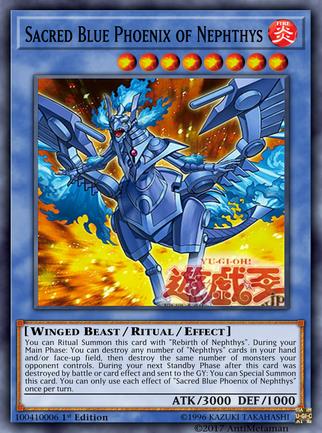 Sacred Blue Phoenix of Nephthys
FIRE
炎
YU-GI-OH!
遊戯王
.JP
[Winged Beast / Ritual / Effect]
You can Ritual Summon this card with "Rebirth of Nephthys". During your
Main Phase: You can destroy any number of "Nephthys" cards in your hand
and/or face-up field, then destroy the same number of monsters your
opponent controls. During your next Standby Phase after this card was
destroyed by battle or card effect and sent to the GY: You can Special Summon
this card. You can only use each effect of "Sacred Blue Phoenix of Nephthys"
once per turn.
ATK/3000 DEF/1000
100410006 1st Edition
©1996 KAZUKI TAKAHASHI
©2017 AntiMetaman